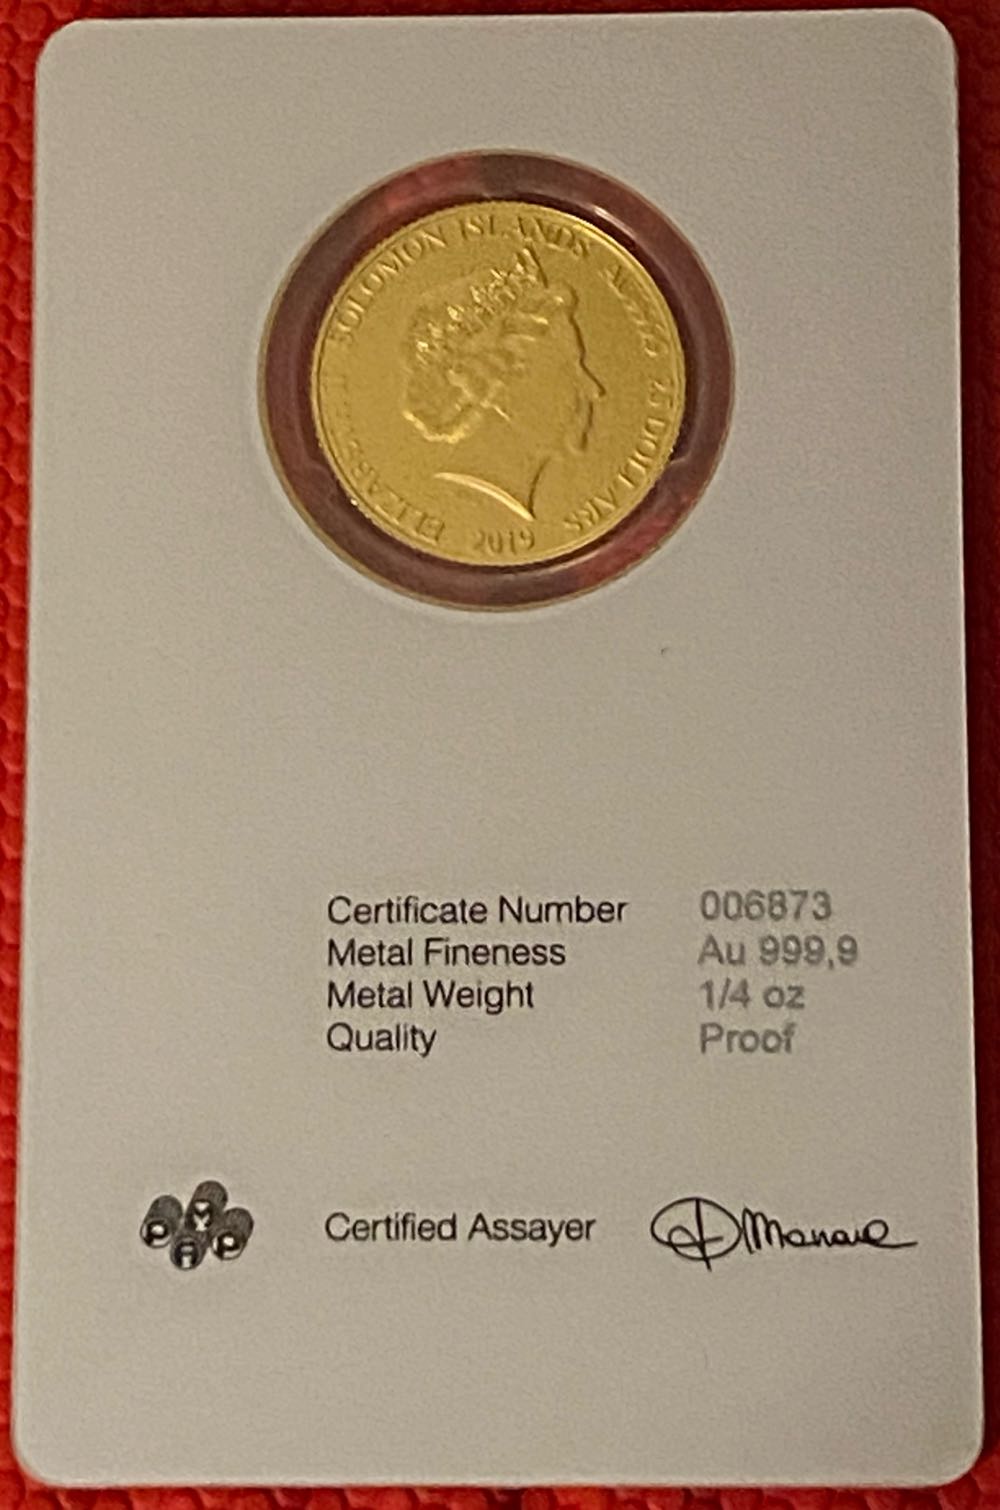 ELIZABETH II SOLOMON ISLANDS 25 DOLLARS
2019
Certificate Number 006873
Metal Fineness Au 999,9
Metal Weight 1/4 oz
Quality Proof
PAMP
Certified Assayer